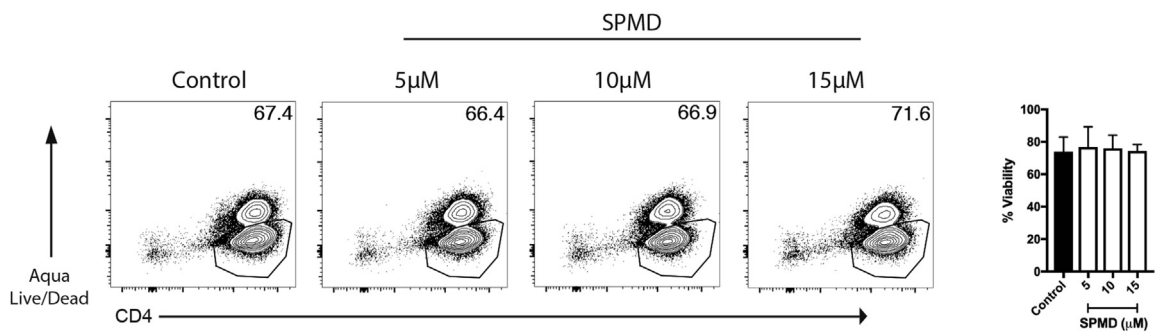 SPMD
Control 5µM 10µM 15µM
67.4 66.4 66.9 71.6
Aqua
Live/Dead
CD4
% Viability
100
80
60
40
20
0
Control 5 10 15
SPMD (µM)